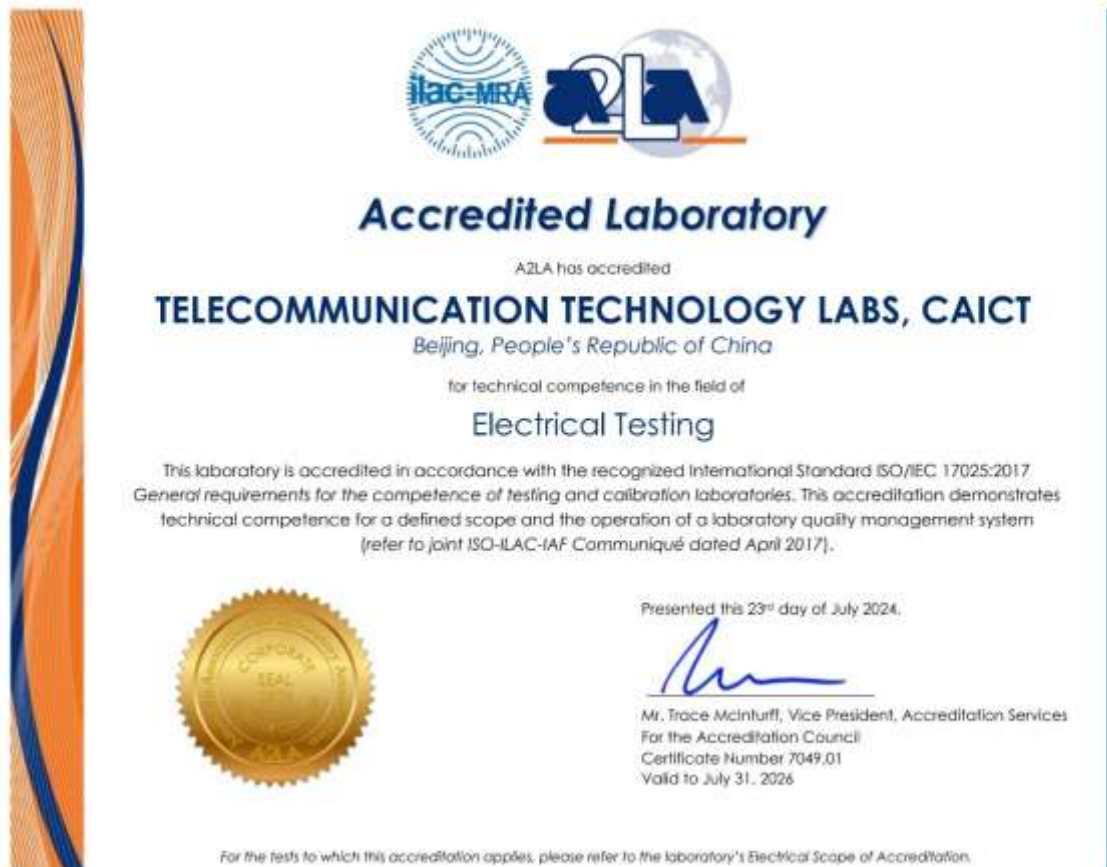 ilac-MRA
a2La
Accredited Laboratory
A2LA has accredited
TELECOMMUNICATION TECHNOLOGY LABS, CAICT
Beijing, People's Republic of China
for technical competence in the field of
Electrical Testing
This laboratory is accredited in accordance with the recognized International Standard ISO/IEC 17025:2017
General requirements for the competence of testing and calibration laboratories. This accreditation demonstrates
technical competence for a defined scope and the operation of a laboratory quality management system
(refer to joint ISO-ILAC-IAF Communiqué dated April 2017).
CORPORATE
SEAL
A2LA
Presented this 23rd day of July 2024.
Mr. Trace McInturff, Vice President, Accreditation Services
For the Accreditation Council
Certificate Number 7049.01
Valid to July 31, 2026
For the tests to which this accreditation applies, please refer to the laboratory's Electrical Scope of Accreditation.